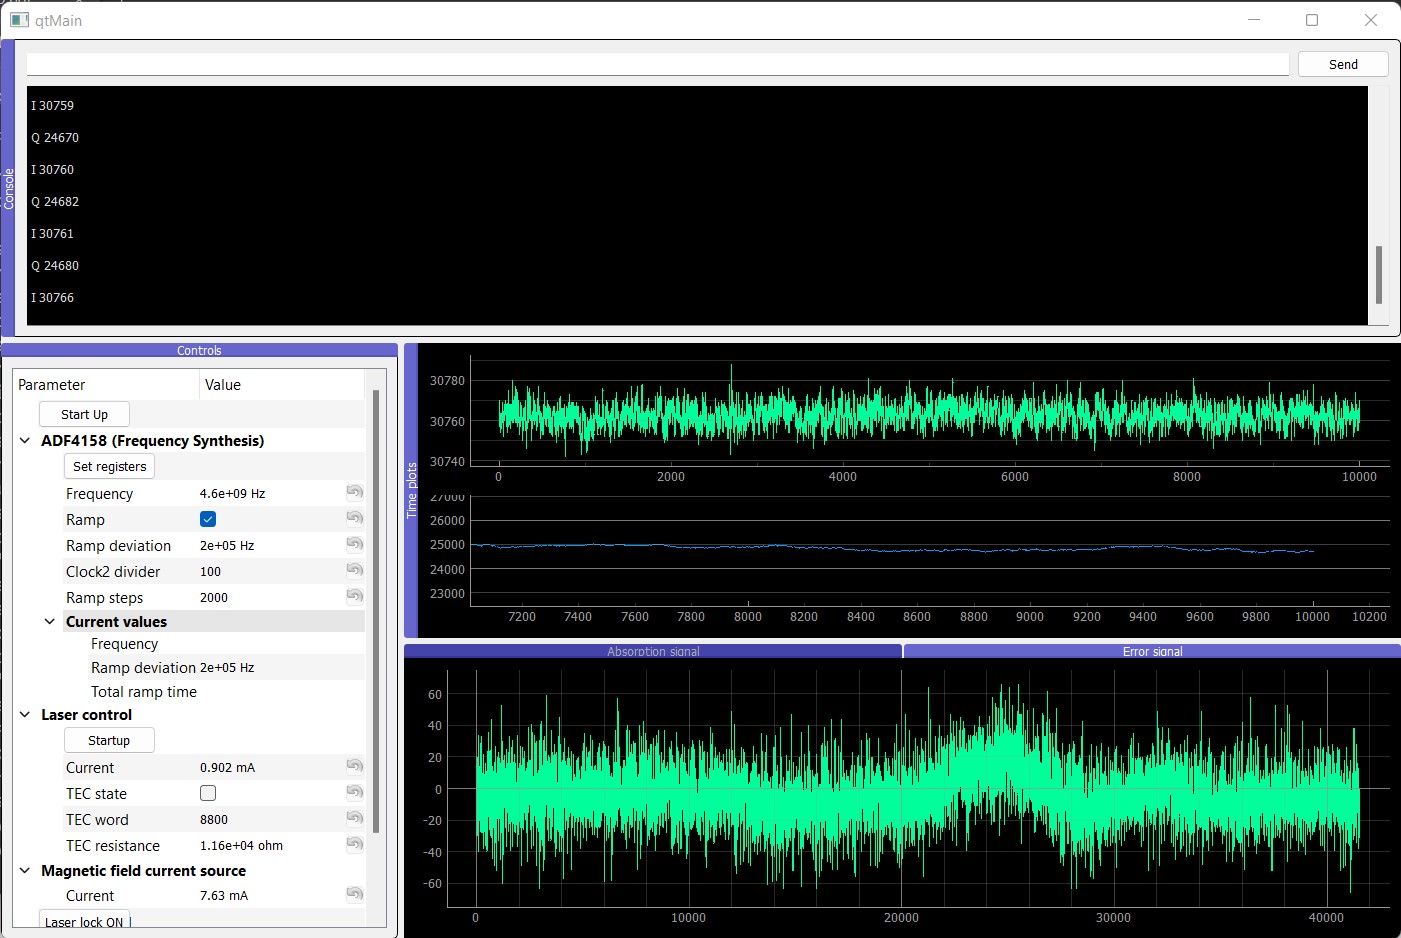 qtMain
Send
Console
I 30759
Q 24670
I 30760
Q 24682
I 30761
Q 24680
I 30766
Controls
Parameter Value
Start Up
ADF4158 (Frequency Synthesis)
Set registers
Frequency 4.6e+09 Hz
Ramp
Ramp deviation 2e+05 Hz
Clock2 divider 100
Ramp steps 2000
Current values
Frequency
Ramp deviation 2e+05 Hz
Total ramp time
Laser control
Startup
Current 0.902 mA
TEC state
TEC word 8800
TEC resistance 1.16e+04 ohm
Magnetic field current source
Current 7.63 mA
Laser lock ON
Time plots
30780
30760
30740
0 2000 4000 6000 8000 10000
27000
26000
25000
24000
23000
7200 7400 7600 7800 8000 8200 8400 8600 8800 9000 9200 9400 9600 9800 10000 10200
Absorption signal Error signal
60
40
20
0
-20
-40
-60
0 10000 20000 30000 40000